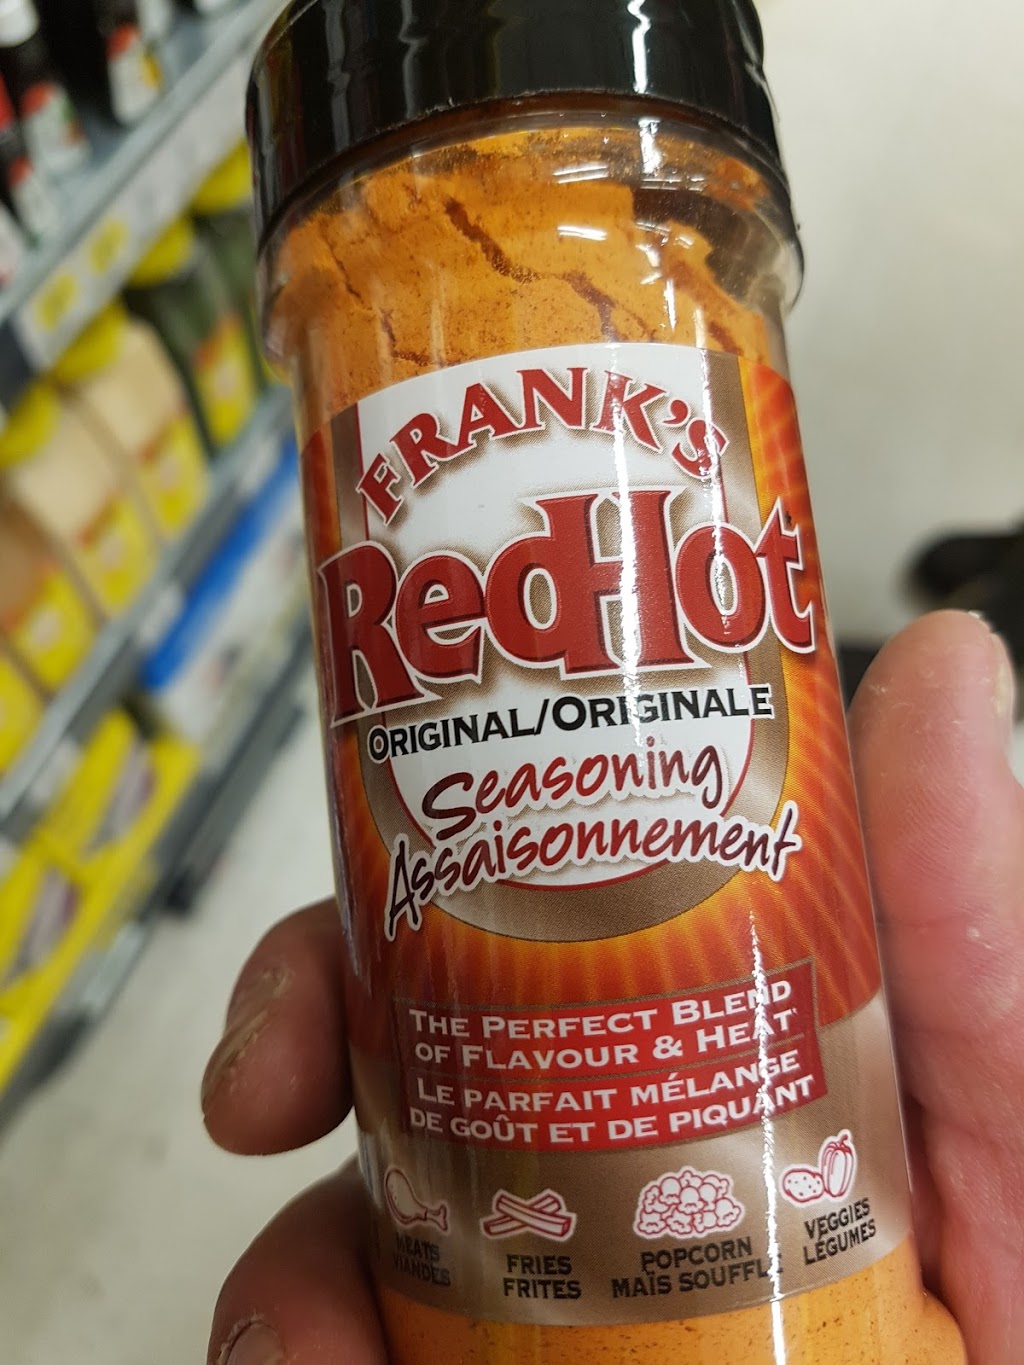 FRANK'S
RedHot
ORIGINAL/ORIGINALE
Seasoning
Assaisonnement
THE PERFECT BLEND
OF FLAVOUR & HEAT
LE PARFAIT MÉLANGE
DE GOÛT ET DE PIQUANT
MEATS
VIANDES
FRIES
FRITES
POPCORN
MAÏS SOUFFLÉ
VEGGIES
LÉGUMES